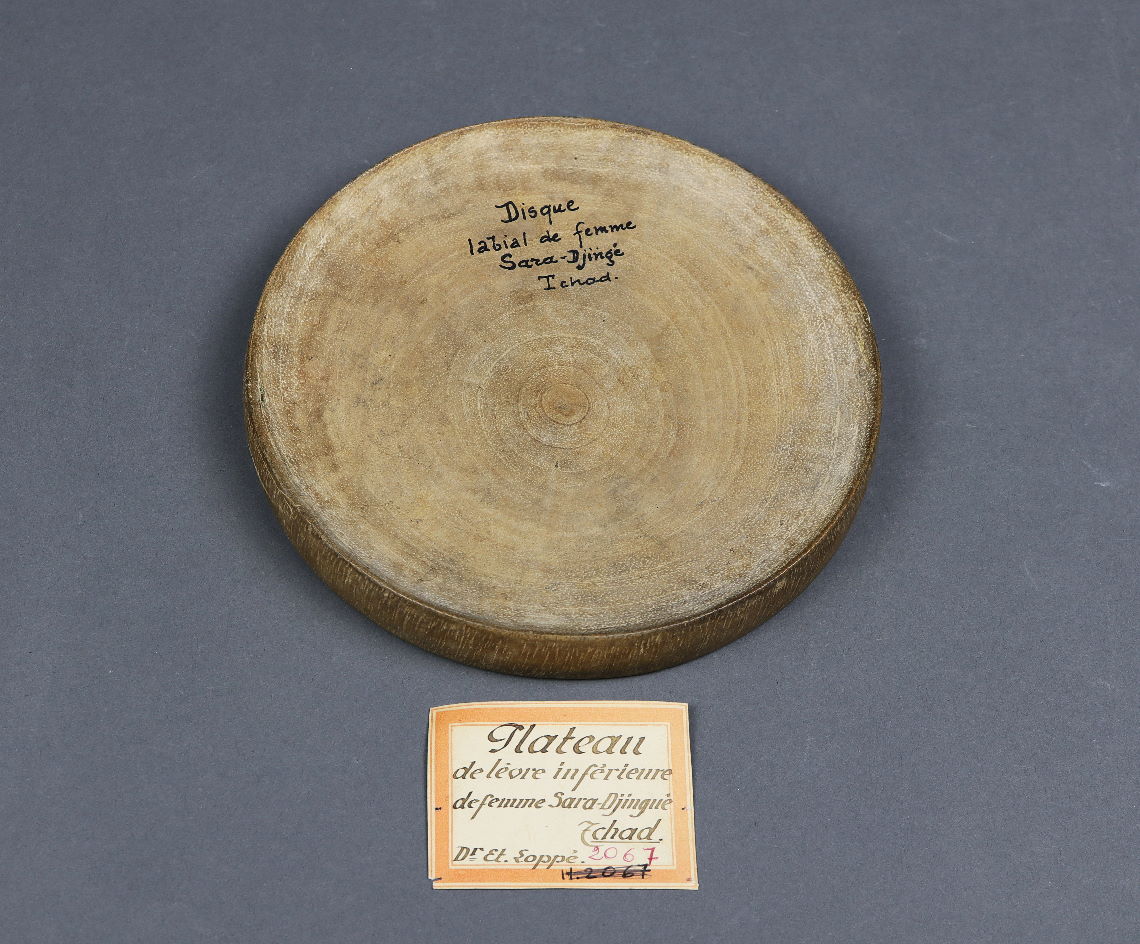 Disque
labial de femme
Sara-Djingé
Tchad.
Plateau
de lèvre inférieure
de femme Sara-Djingué
Tchad.
Dr Et. Loppé. 2067
H.2067